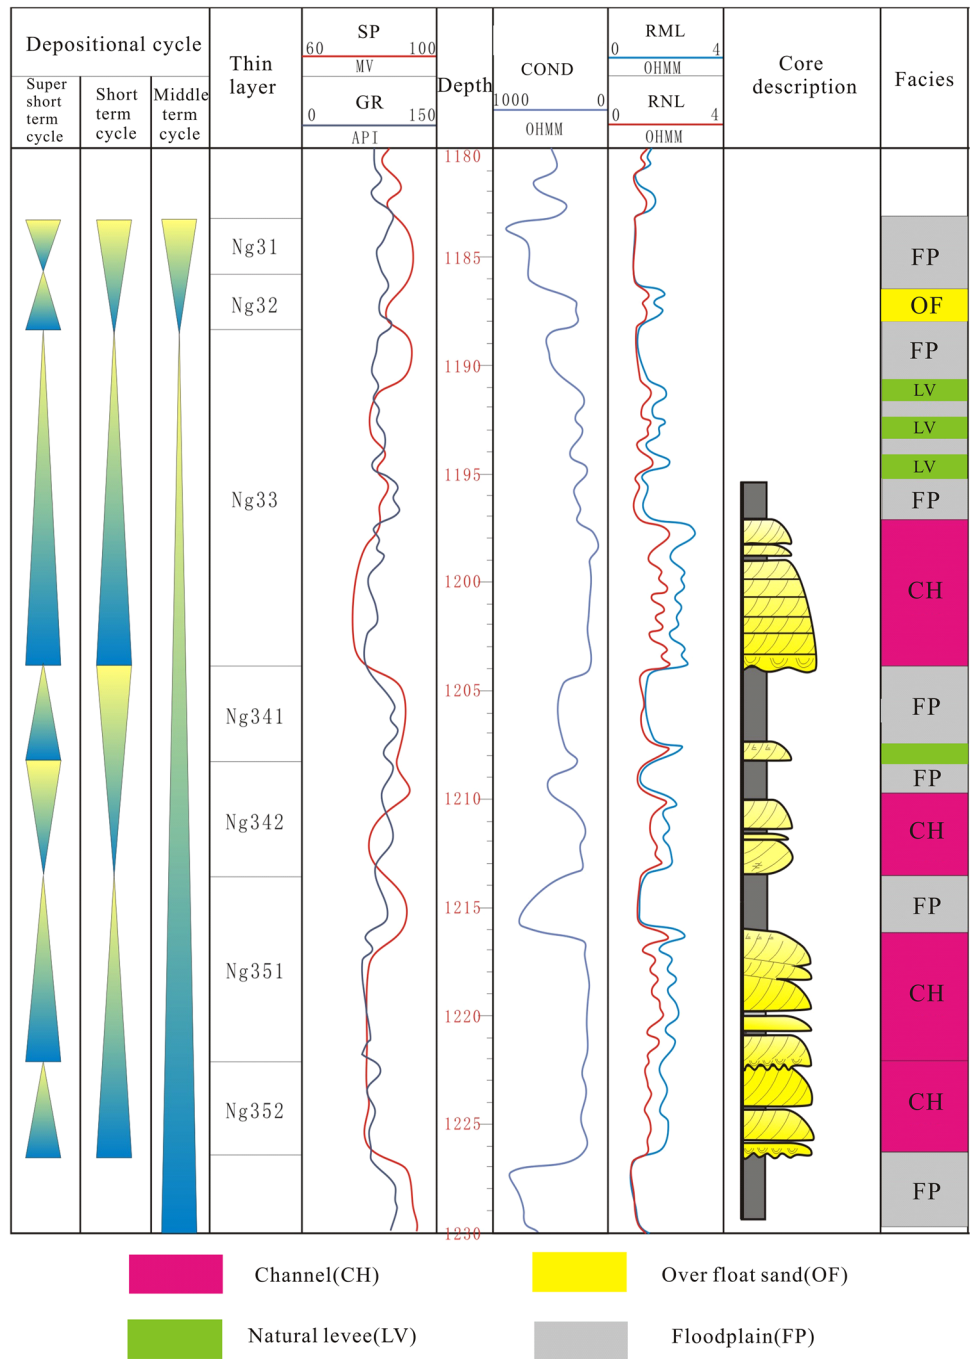 Depositional cycle
Super
short
term
cycle
Short
term
cycle
Middle
term
cycle
Thin
layer
SP
60 100
MV
GR
0 150
API
Depth
COND
1000 0
OHMM
RML
0 4
OHMM
RNL
0 4
OHMM
Core
description
Facies
Ng31
Ng32
Ng33
Ng341
Ng342
Ng351
Ng352
1180
1185
1190
1195
1200
1205
1210
1215
1220
1225
1230
FP
OF
FP
LV
LV
LV
FP
CH
FP
FP
CH
FP
CH
CH
FP
Channel(CH)
Over float sand(OF)
Natural levee(LV)
Floodplain(FP)